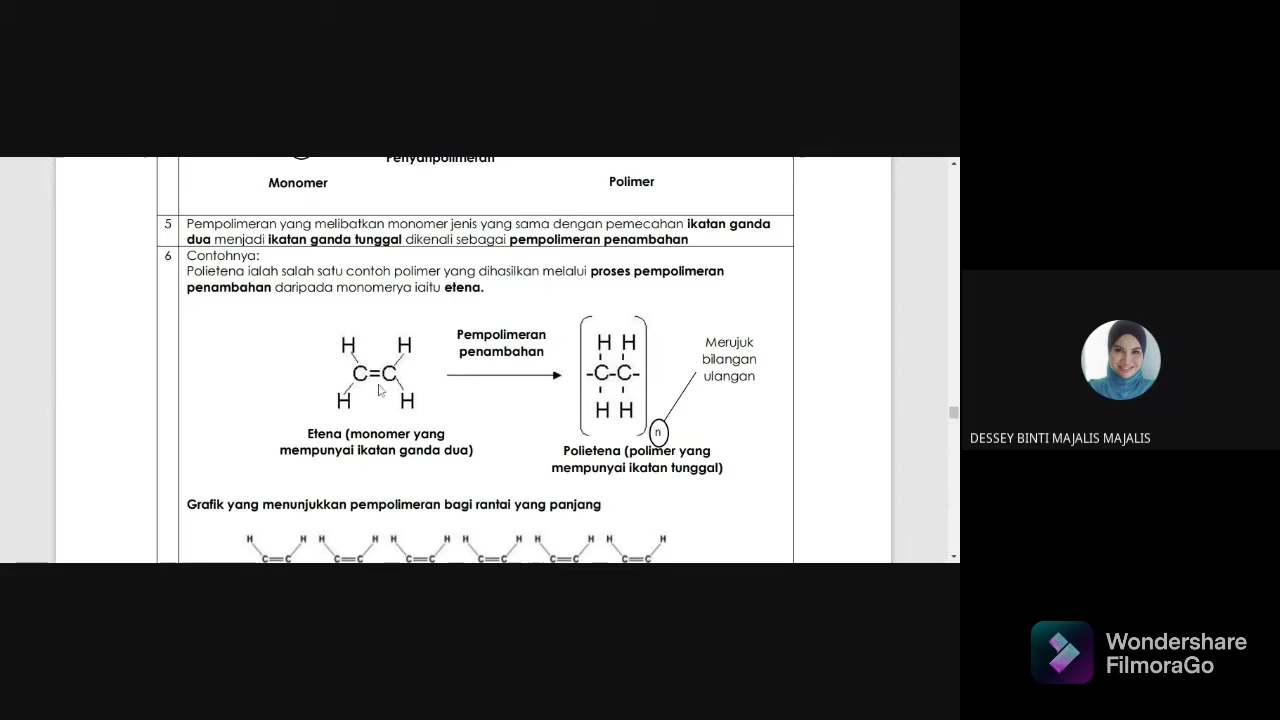 Penyahpolimeran
Monomer
Polimer
5 Pempolimeran yang melibatkan monomer jenis yang sama dengan pemecahan ikatan ganda
dua menjadi ikatan ganda tunggal dikenali sebagai pempolimeran penambahan
6 Contohnya:
Polietena ialah salah satu contoh polimer yang dihasilkan melalui proses pempolimeran
penambahan daripada monomerya iaitu etena.
H H
C=C
H H
Pempolimeran
penambahan
H H
-C-C-
H H
n
Merujuk
bilangan
ulangan
Etena (monomer yang
mempunyai ikatan ganda dua)
Polietena (polimer yang
mempunyai ikatan tunggal)
Grafik yang menunjukkan pempolimeran bagi rantai yang panjang
H H H H H H H H H H H H
C=C C=C C=C C=C C=C C=C
DESSEY BINTI MAJALIS MAJALIS
Wondershare
FilmoraGo